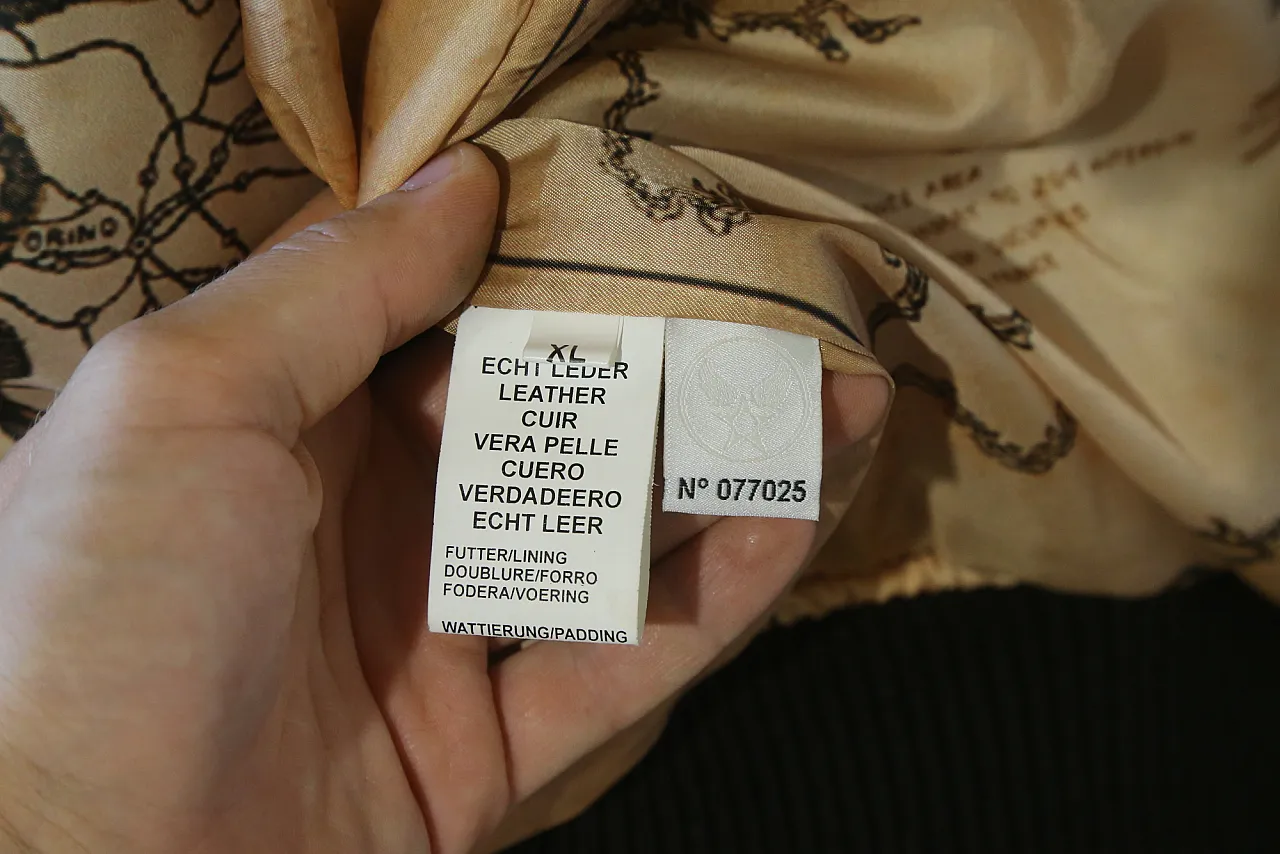 XL
ECHT LEDER
LEATHER
CUIR
VERA PELLE
CUERO
VERDADEERO
ECHT LEER
FUTTER/LINING
DOUBLURE/FORRO
FODERA/VOERING
WATTIERUNG/PADDING
N° 077025
ORINO
AREA